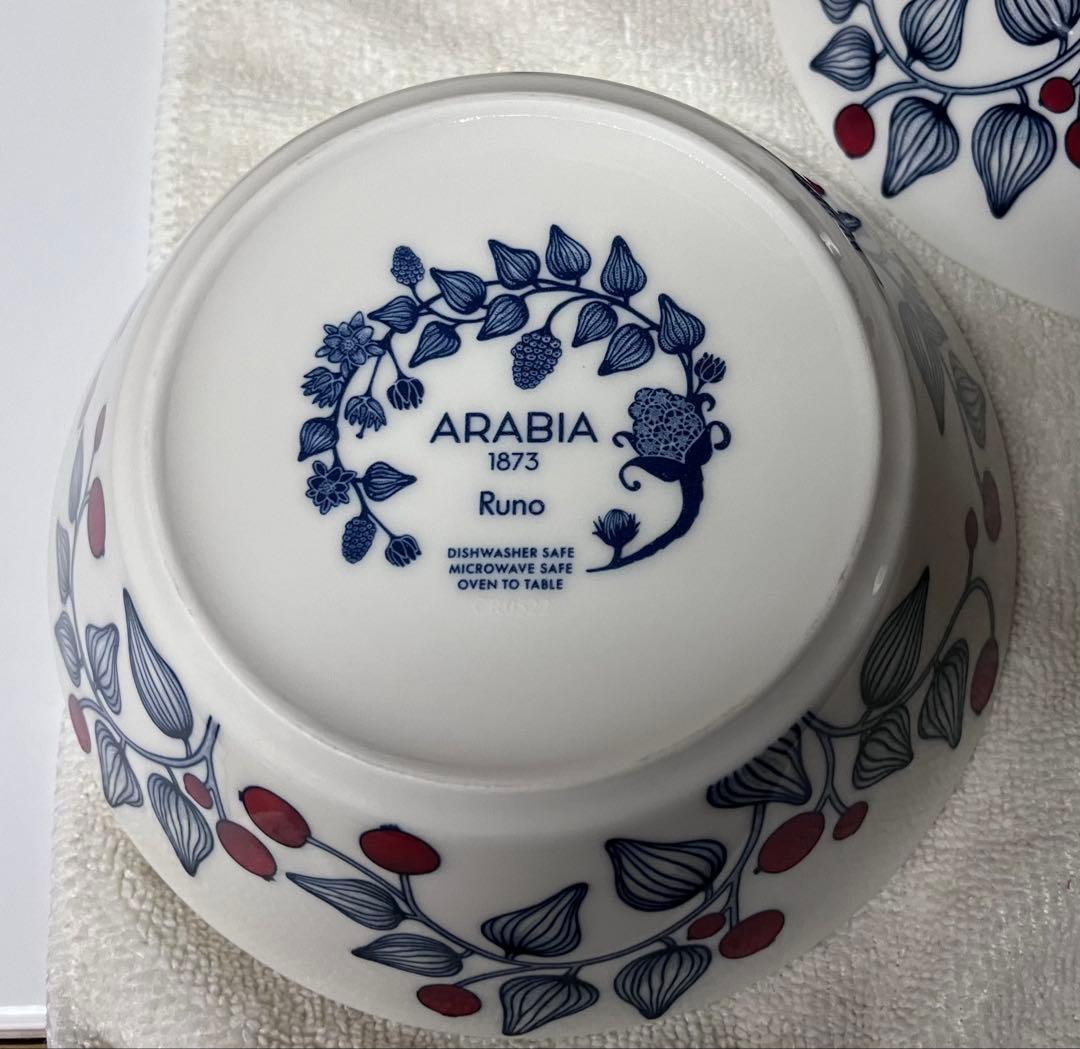 ARABIA
1873
Runo
DISHWASHER SAFE
MICROWAVE SAFE
OVEN TO TABLE